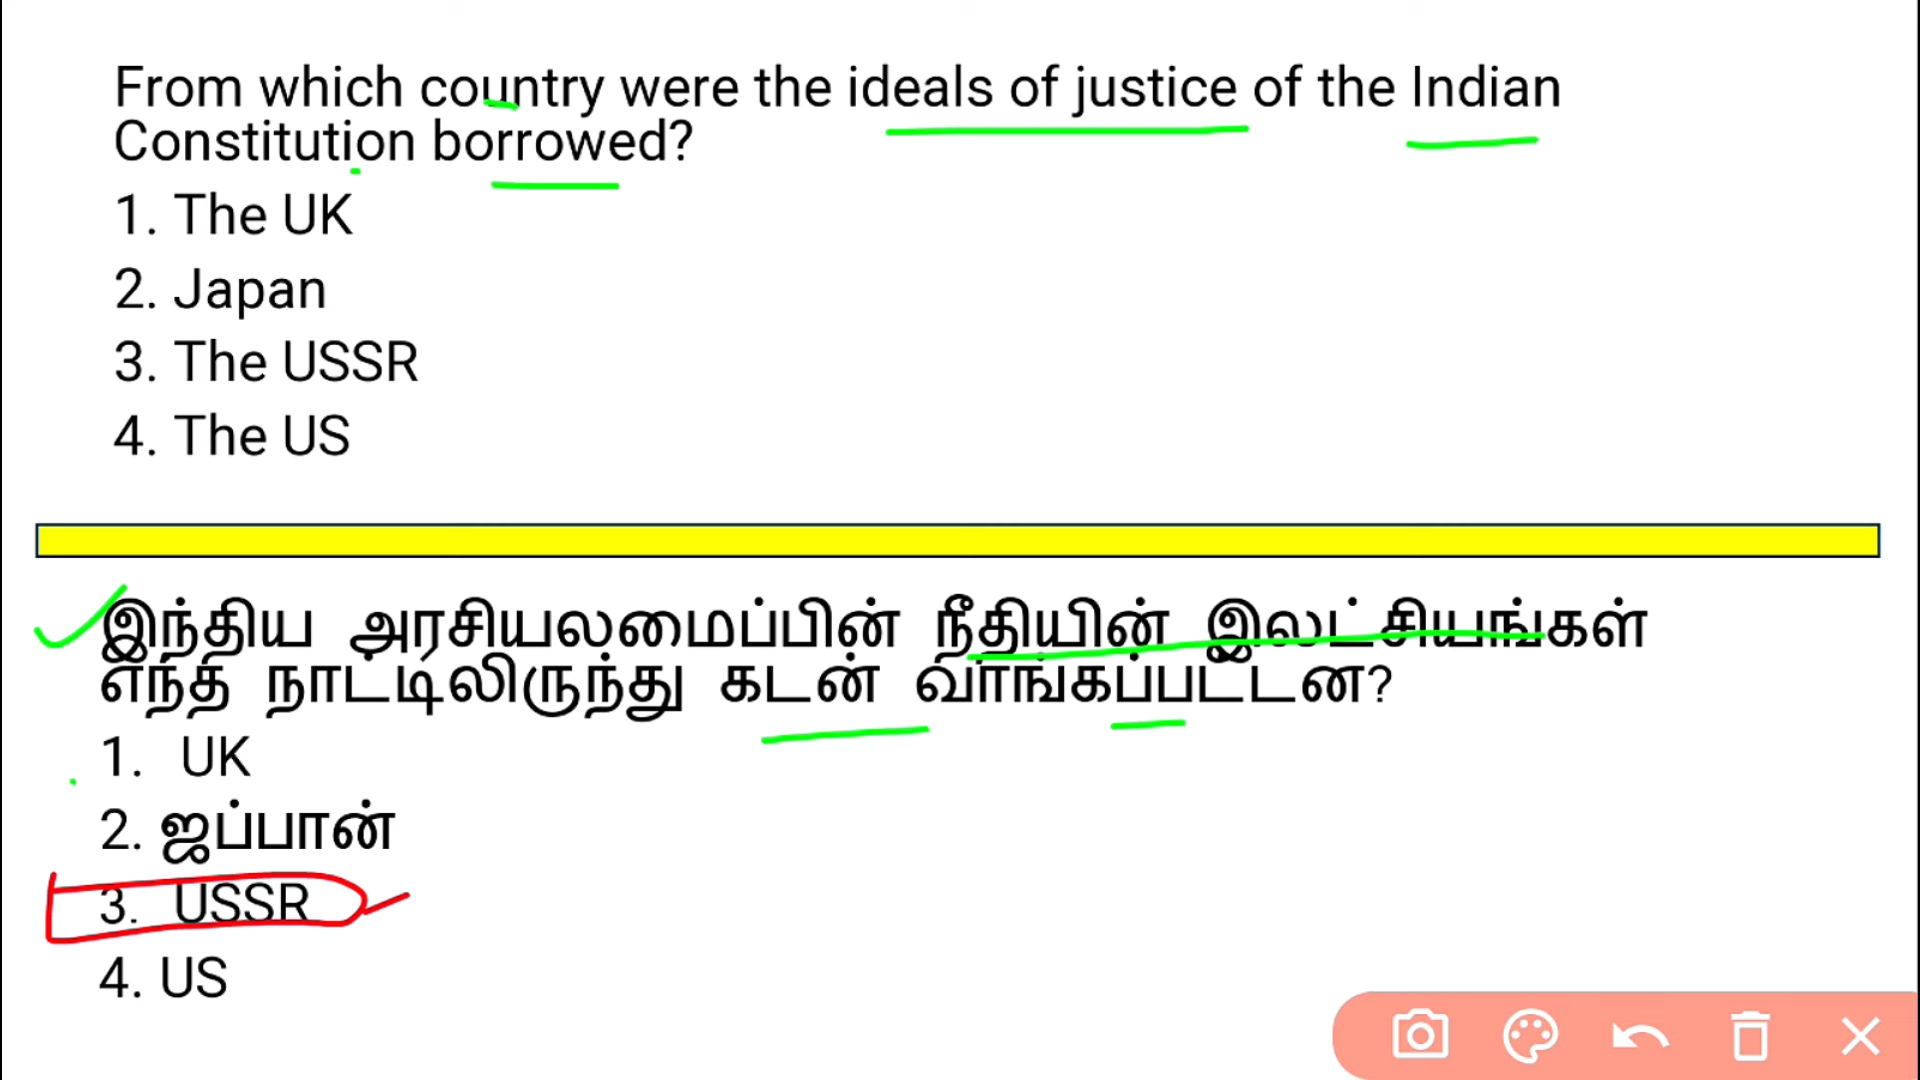 From which country were the ideals of justice of the Indian
Constitution borrowed?
1. The UK
2. Japan
3. The USSR
4. The US
இந்திய அரசியலமைப்பின் நீதியின் இலட்சியங்கள்
எந்த நாட்டிலிருந்து கடன் வாங்கப்பட்டன?
1. UK
2. ஜப்பான்
3. USSR
4. US